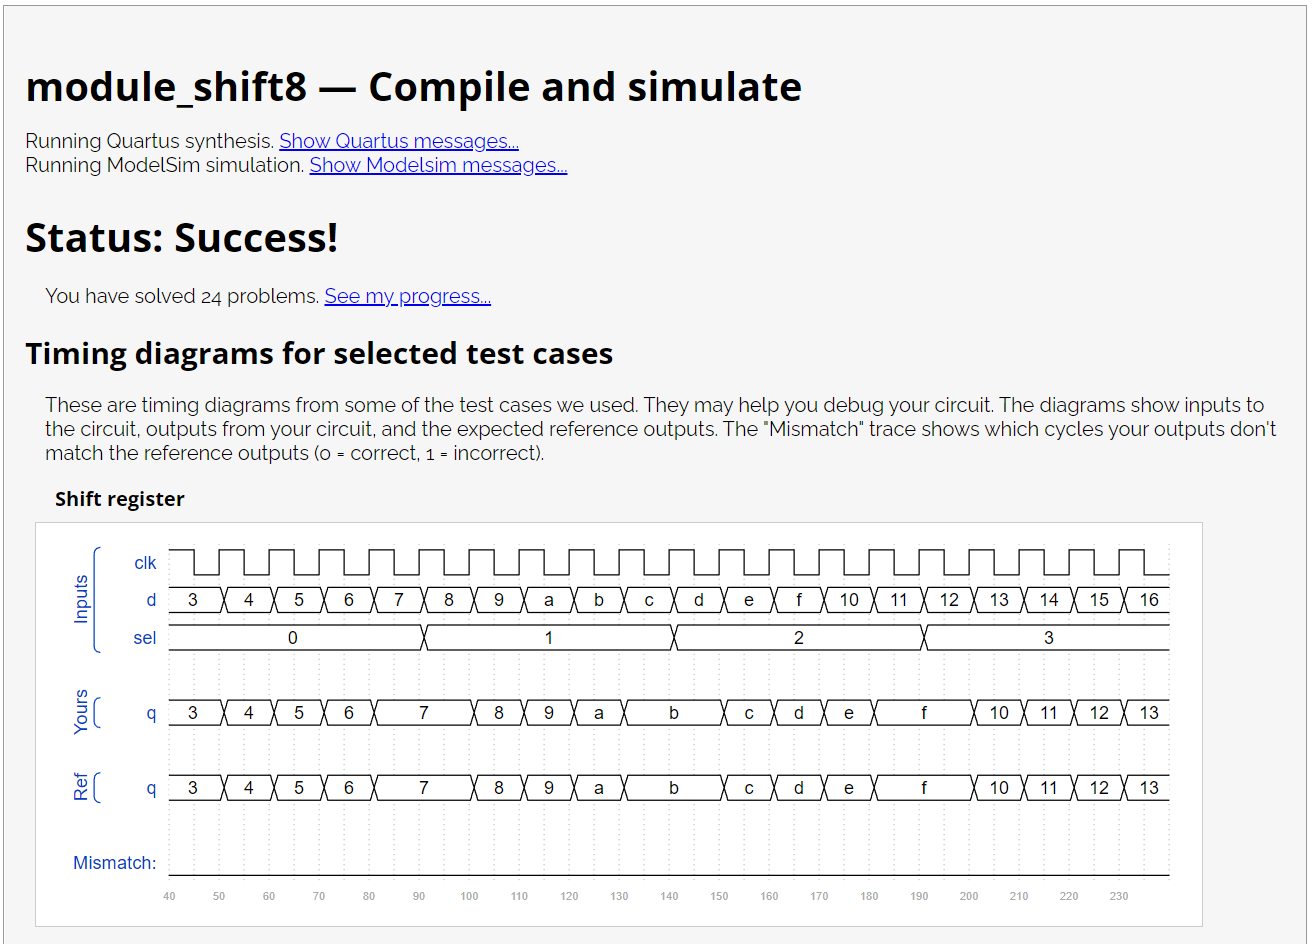 module_shift8 — Compile and simulate
Running Quartus synthesis. Show Quartus messages...
Running ModelSim simulation. Show Modelsim messages...
Status: Success!
You have solved 24 problems. See my progress...
Timing diagrams for selected test cases
These are timing diagrams from some of the test cases we used. They may help you debug your circuit. The diagrams show inputs to
the circuit, outputs from your circuit, and the expected reference outputs. The "Mismatch" trace shows which cycles your outputs don't
match the reference outputs (0 = correct, 1 = incorrect).
Shift register
Inputs
clk
d 3 4 5 6 7 8 9 a b c d e f 10 11 12 13 14 15 16
sel 0 1 2 3
Yours
q 3 4 5 6 7 8 9 a b c d e f 10 11 12 13
Ref
q 3 4 5 6 7 8 9 a b c d e f 10 11 12 13
Mismatch:
40 50 60 70 80 90 100 110 120 130 140 150 160 170 180 190 200 210 220 230